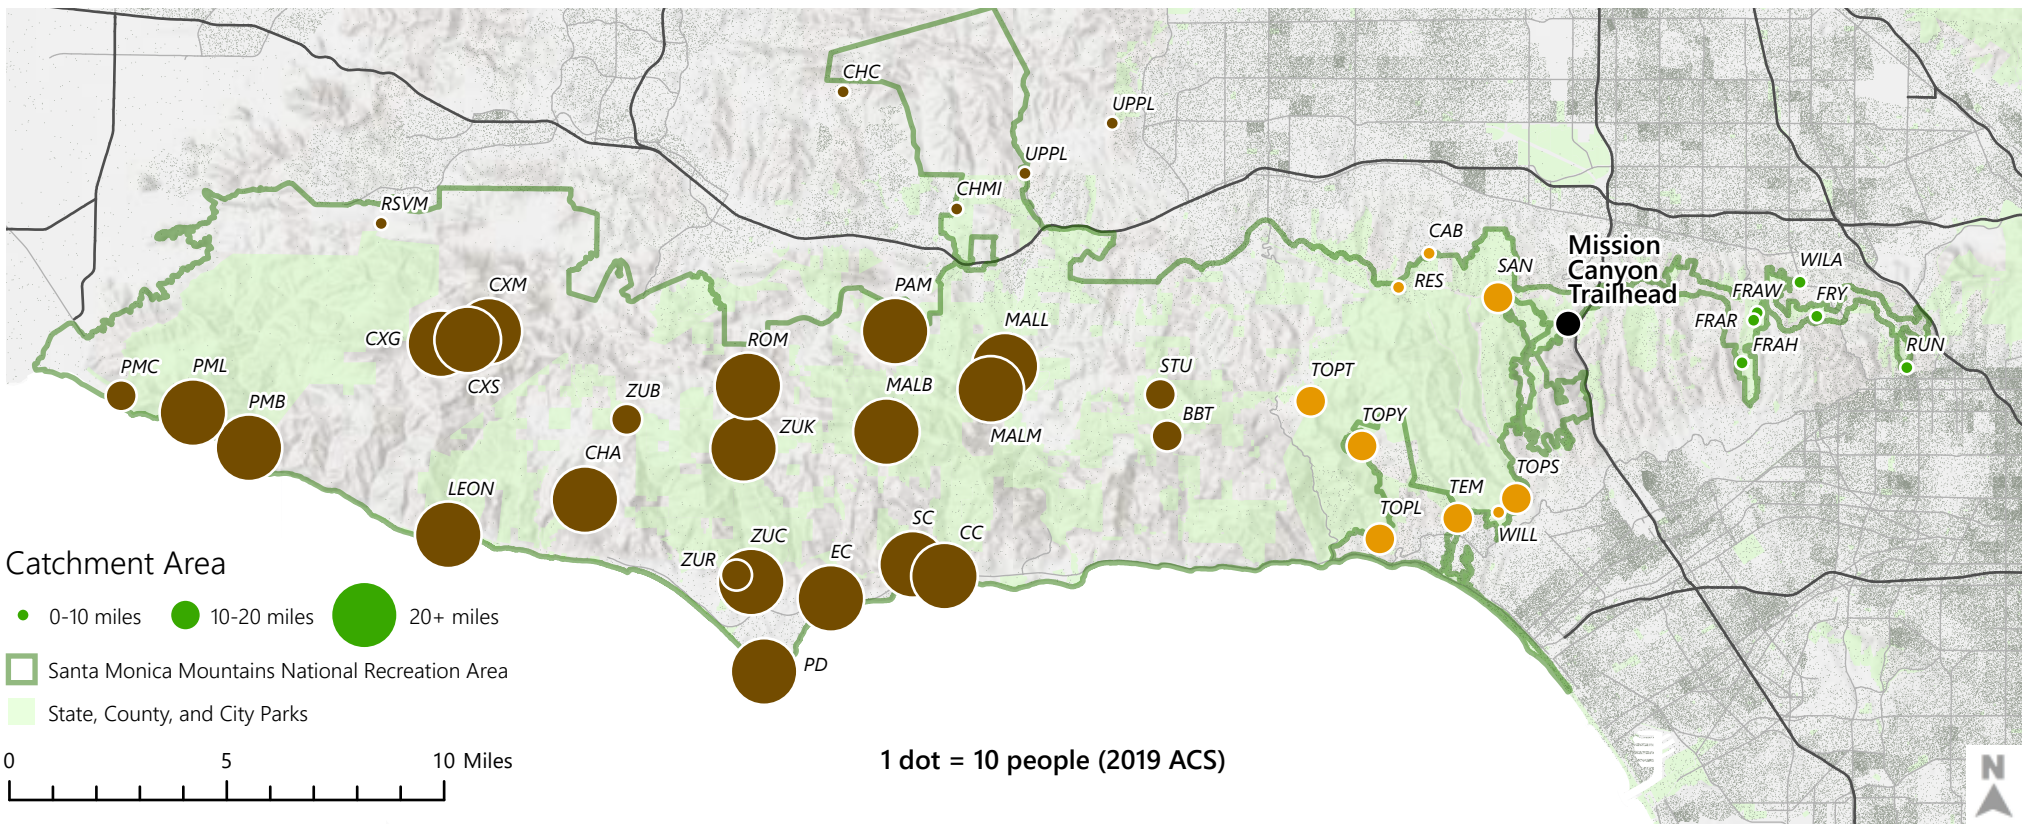 CHC
UPPL
UPPL
CHMI
RSVM
CAB
RES
SAN
Mission
Canyon
Trailhead
WILA
FRAW
FRY
FRAR
FRAH
RUN
CXM
CXG
CXS
PAM
MALL
ROM
MALB
MALM
STU
BBT
TOPT
TOPY
PMC
PML
PMB
ZUB
ZUK
CHA
LEON
TOPS
TEM
TOPL
WILL
SC
CC
ZUC
EC
ZUR
PD
Catchment Area
0-10 miles
10-20 miles
20+ miles
Santa Monica Mountains National Recreation Area
State, County, and City Parks
0 5 10 Miles
1 dot = 10 people (2019 ACS)
N